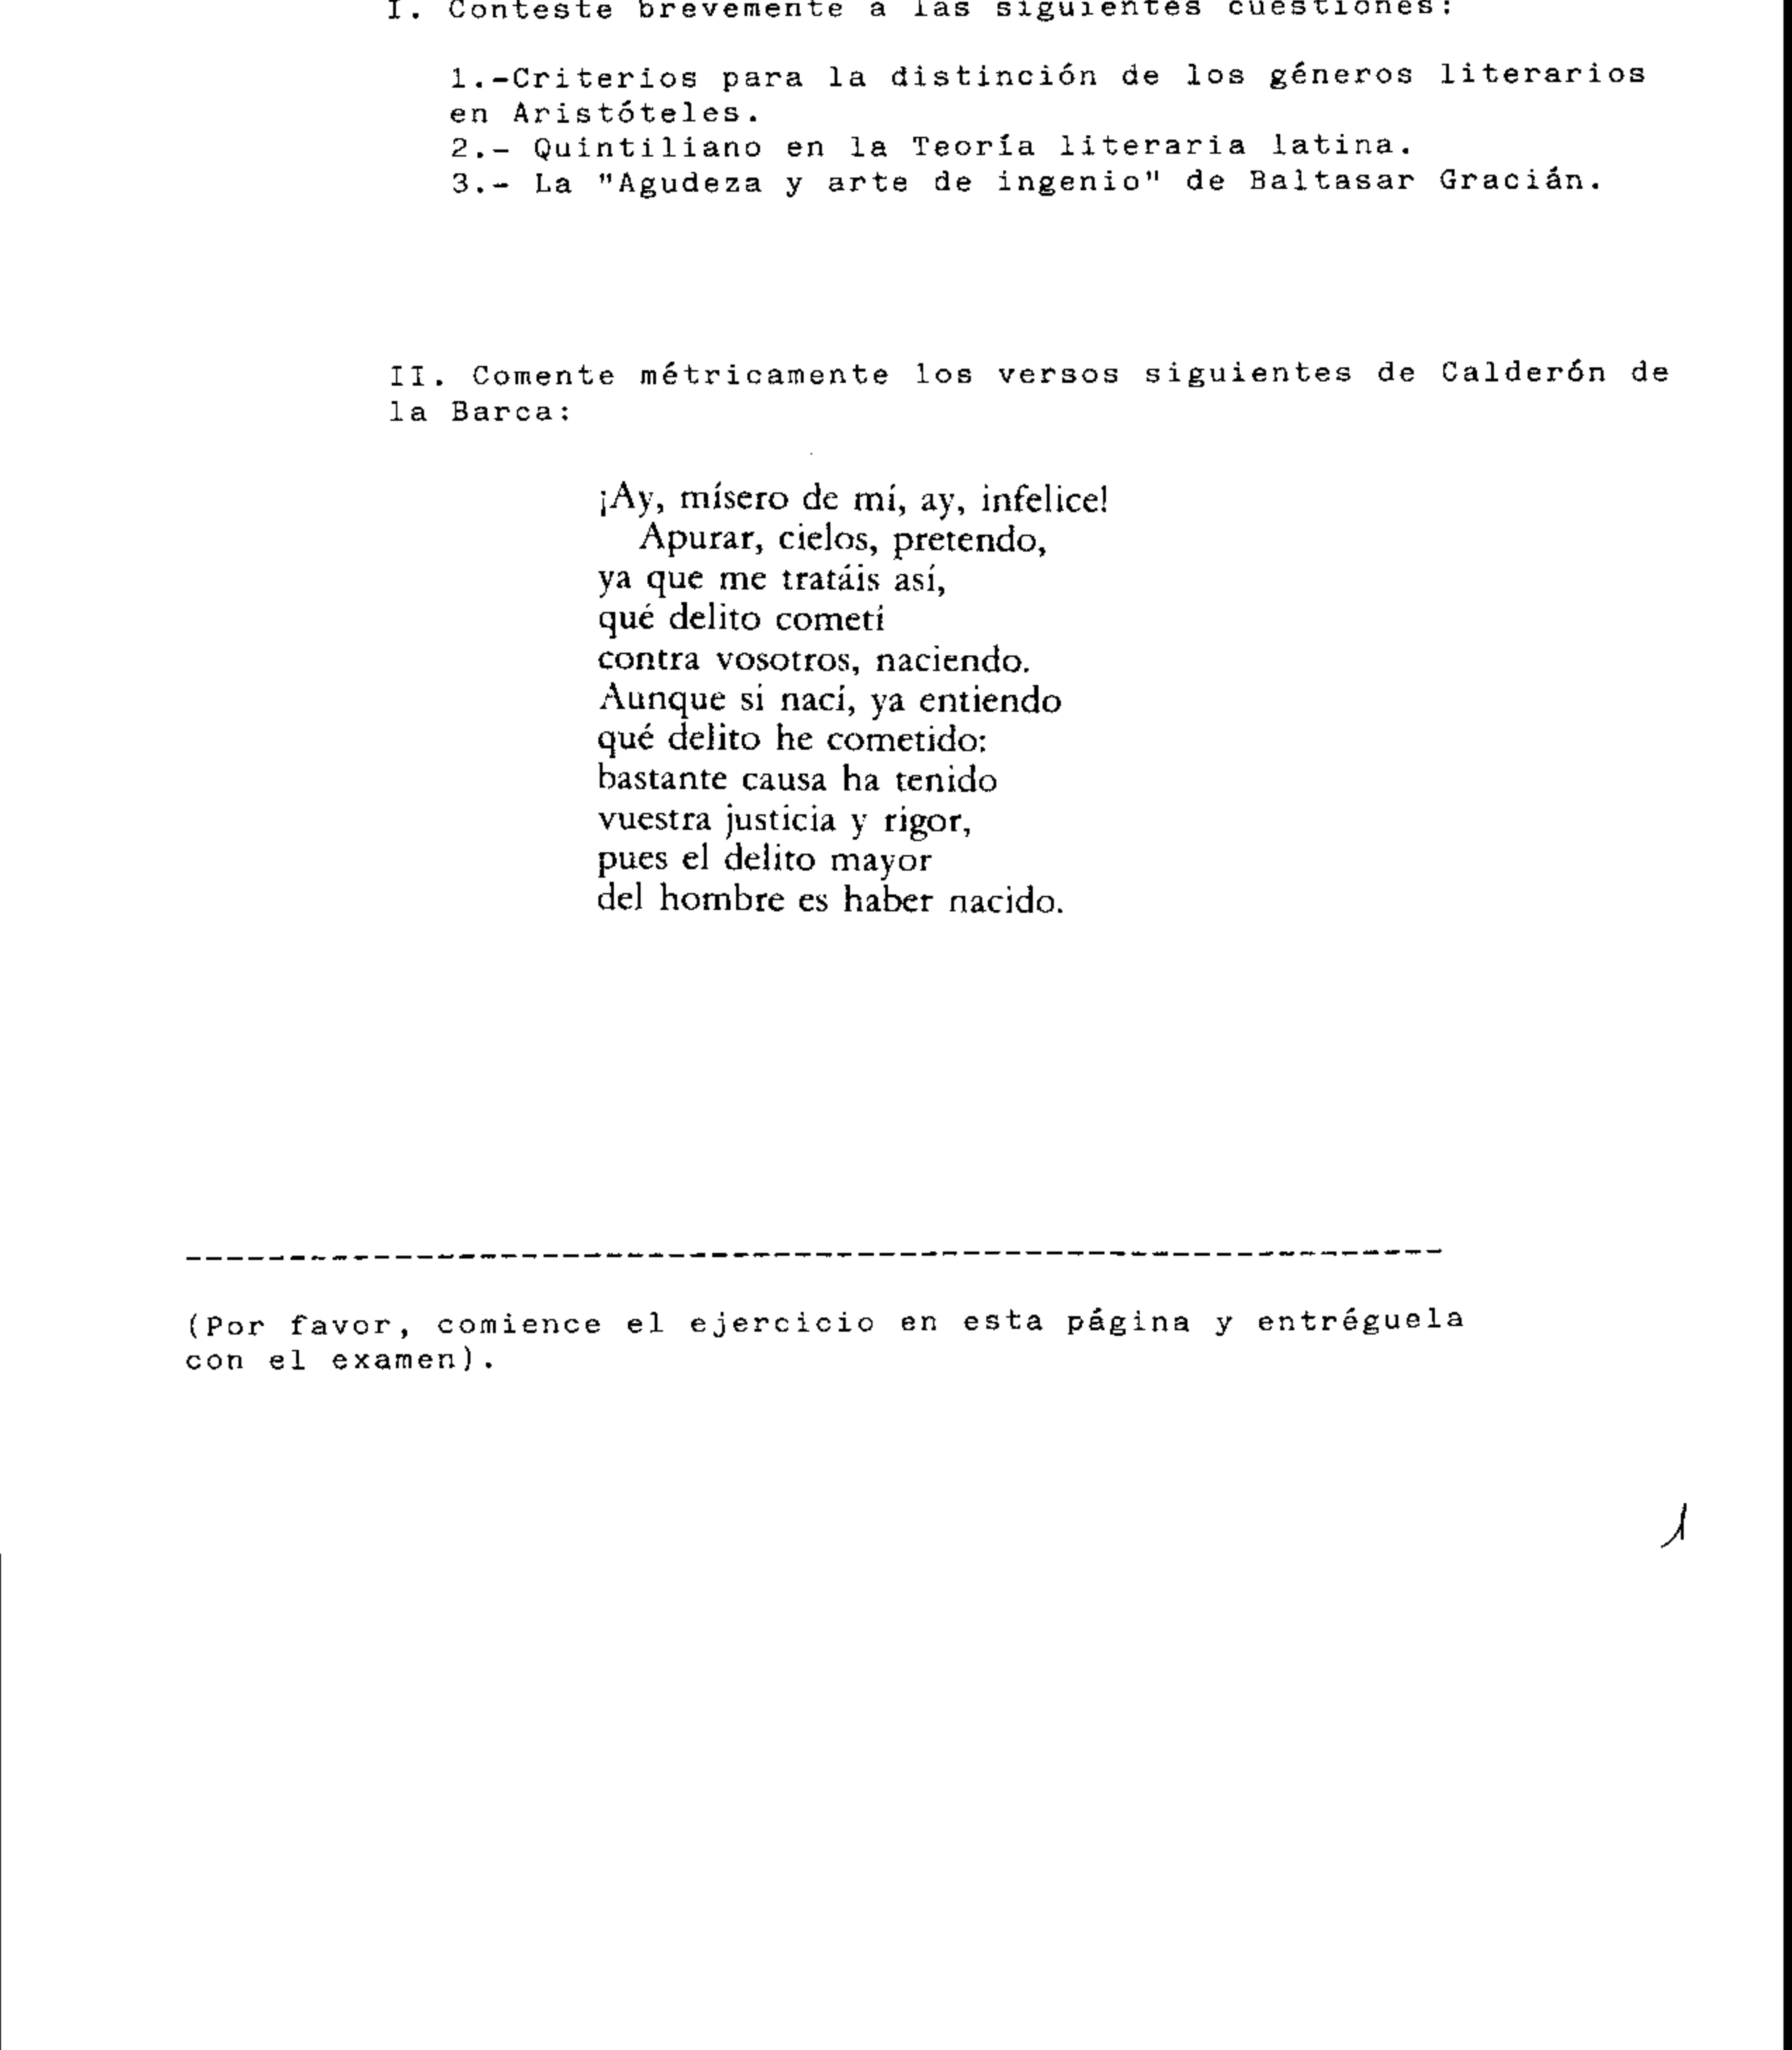 I. Conteste brevemente a las siguientes cuestiones:
1.-Criterios para la distinción de los géneros literarios
en Aristóteles.
2.- Quintiliano en la Teoría literaria latina.
3.- La "Agudeza y arte de ingenio" de Baltasar Gracián.
II. Comente métricamente los versos siguientes de Calderón de
la Barca:
¡Ay, mísero de mí, ay, infelice!
Apurar, cielos, pretendo,
ya que me tratáis así,
qué delito cometí
contra vosotros, naciendo.
Aunque si nací, ya entiendo
qué delito he cometido:
bastante causa ha tenido
vuestra justicia y rigor,
pues el delito mayor
del hombre es haber nacido.
(Por favor, comience el ejercicio en esta página y entréguela
con el examen).
1